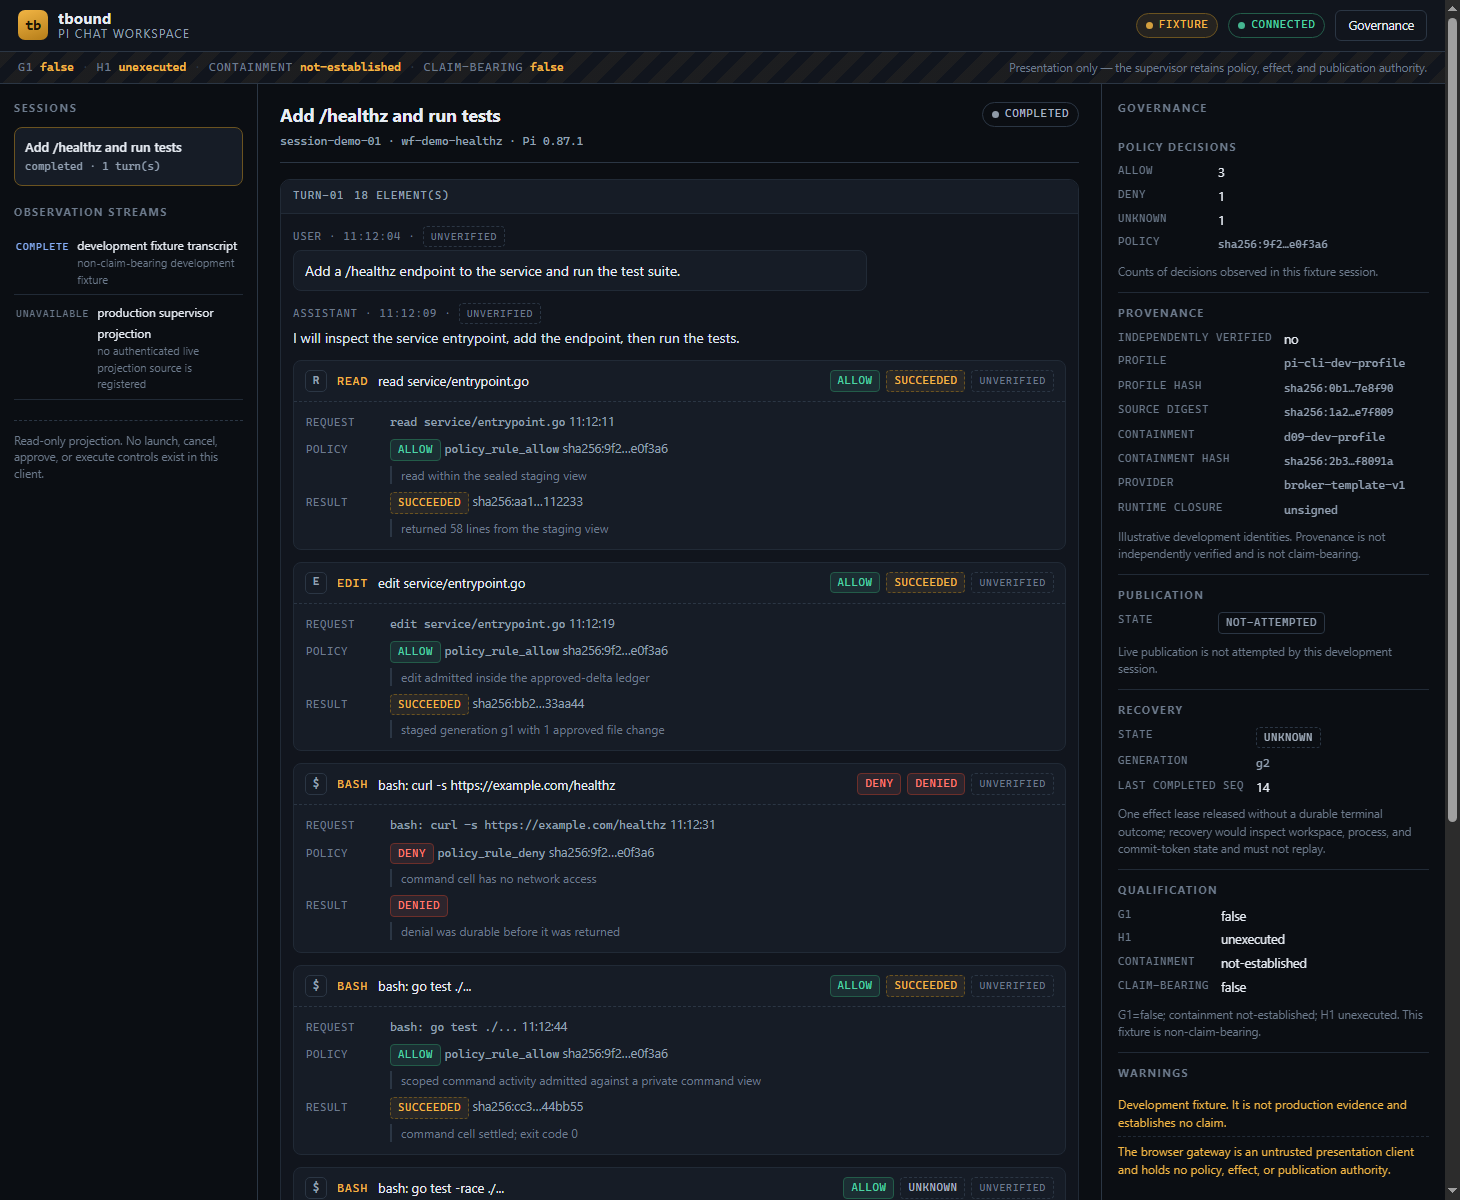 tb
tbound
PI CHAT WORKSPACE
FIXTURE
CONNECTED
Governance
G1 false · H1 unexecuted · CONTAINMENT not-established · CLAIM-BEARING false
Presentation only — the supervisor retains policy, effect, and publication authority.
SESSIONS
Add /healthz and run tests
completed · 1 turn(s)
OBSERVATION STREAMS
COMPLETE development fixture transcript
non-claim-bearing development
fixture
UNAVAILABLE production supervisor
projection
no authenticated live
projection source is
registered
Read-only projection. No launch, cancel,
approve, or execute controls exist in this
client.
Add /healthz and run tests
COMPLETED
session-demo-01 · wf-demo-healthz · Pi 0.87.1
TURN-01 18 ELEMENT(S)
USER · 11:12:04 · UNVERIFIED
Add a /healthz endpoint to the service and run the test suite.
ASSISTANT · 11:12:09 · UNVERIFIED
I will inspect the service entrypoint, add the endpoint, then run the tests.
R READ read service/entrypoint.go ALLOW SUCCEEDED UNVERIFIED
REQUEST read service/entrypoint.go 11:12:11
POLICY ALLOW policy_rule_allow sha256:9f2…e0f3a6
read within the sealed staging view
RESULT SUCCEEDED sha256:aa1…112233
returned 58 lines from the staging view
E EDIT edit service/entrypoint.go ALLOW SUCCEEDED UNVERIFIED
REQUEST edit service/entrypoint.go 11:12:19
POLICY ALLOW policy_rule_allow sha256:9f2…e0f3a6
edit admitted inside the approved-delta ledger
RESULT SUCCEEDED sha256:bb2…33aa44
staged generation g1 with 1 approved file change
$ BASH bash: curl -s https://example.com/healthz DENY DENIED UNVERIFIED
REQUEST bash: curl -s https://example.com/healthz 11:12:31
POLICY DENY policy_rule_deny sha256:9f2…e0f3a6
command cell has no network access
RESULT DENIED
denial was durable before it was returned
$ BASH bash: go test ./... ALLOW SUCCEEDED UNVERIFIED
REQUEST bash: go test ./... 11:12:44
POLICY ALLOW policy_rule_allow sha256:9f2…e0f3a6
scoped command activity admitted against a private command view
RESULT SUCCEEDED sha256:cc3…44bb55
command cell settled; exit code 0
$ BASH bash: go test -race ./... ALLOW UNKNOWN UNVERIFIED
GOVERNANCE
POLICY DECISIONS
ALLOW 3
DENY 1
UNKNOWN 1
POLICY sha256:9f2…e0f3a6
Counts of decisions observed in this fixture session.
PROVENANCE
INDEPENDENTLY VERIFIED no
PROFILE pi-cli-dev-profile
PROFILE HASH sha256:0b1…7e8f90
SOURCE DIGEST sha256:1a2…e7f809
CONTAINMENT d09-dev-profile
CONTAINMENT HASH sha256:2b3…f8091a
PROVIDER broker-template-v1
RUNTIME CLOSURE unsigned
Illustrative development identities. Provenance is not
independently verified and is not claim-bearing.
PUBLICATION
STATE NOT-ATTEMPTED
Live publication is not attempted by this development
session.
RECOVERY
STATE UNKNOWN
GENERATION g2
LAST COMPLETED SEQ 14
One effect lease released without a durable terminal
outcome; recovery would inspect workspace, process, and
commit-token state and must not replay.
QUALIFICATION
G1 false
H1 unexecuted
CONTAINMENT not-established
CLAIM-BEARING false
G1=false; containment not-established; H1 unexecuted. This
fixture is non-claim-bearing.
WARNINGS
Development fixture. It is not production evidence and
establishes no claim.
The browser gateway is an untrusted presentation client
and holds no policy, effect, or publication authority.